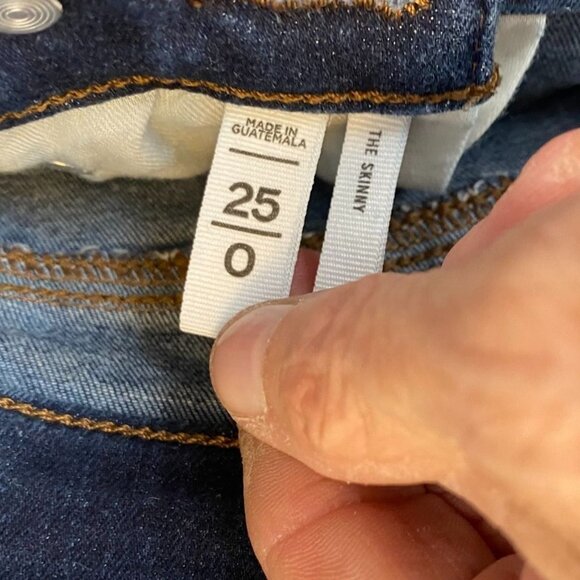 MADE IN
GUATEMALA
25
0
THE SKINNY